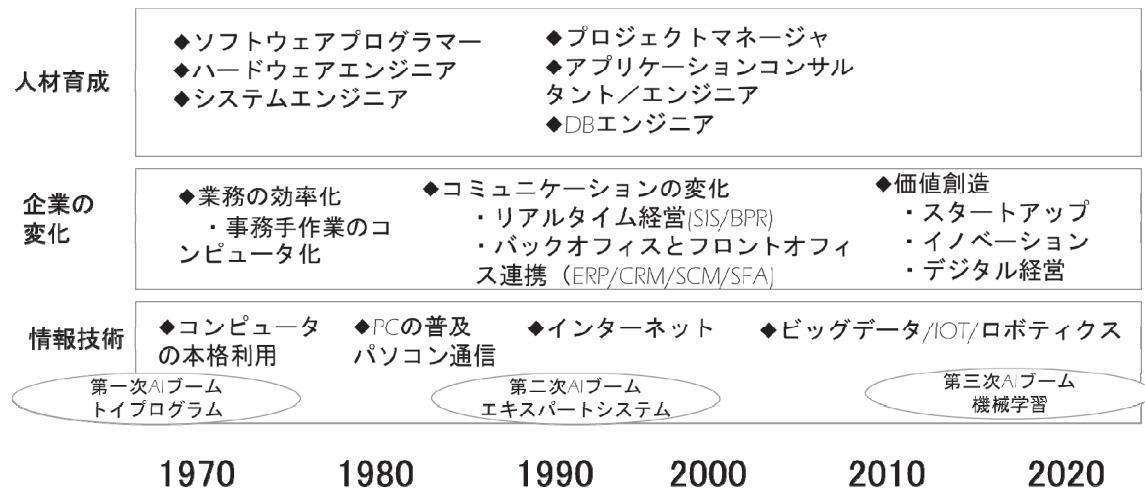 人材育成
◆ソフトウェアプログラマー
◆ハードウェアエンジニア
◆システムエンジニア
◆プロジェクトマネージャ
◆アプリケーションコンサル
タント／エンジニア
◆DBエンジニア
企業の
変化
◆業務の効率化
・事務手作業のコ
ンピュータ化
◆コミュニケーションの変化
・リアルタイム経営(SIS/BPR)
・バックオフィスとフロントオフィ
ス連携（ERP/CRM/SCM/SFA)
◆価値創造
・スタートアップ
・イノベーション
・デジタル経営
情報技術
◆コンピュータ
の本格利用
◆PCの普及
パソコン通信
◆インターネット
◆ビッグデータ/IOT/ロボティクス
第一次AIブーム
トイプログラム
第二次AIブーム
エキスパートシステム
第三次AIブーム
機械学習
1970 1980 1990 2000 2010 2020